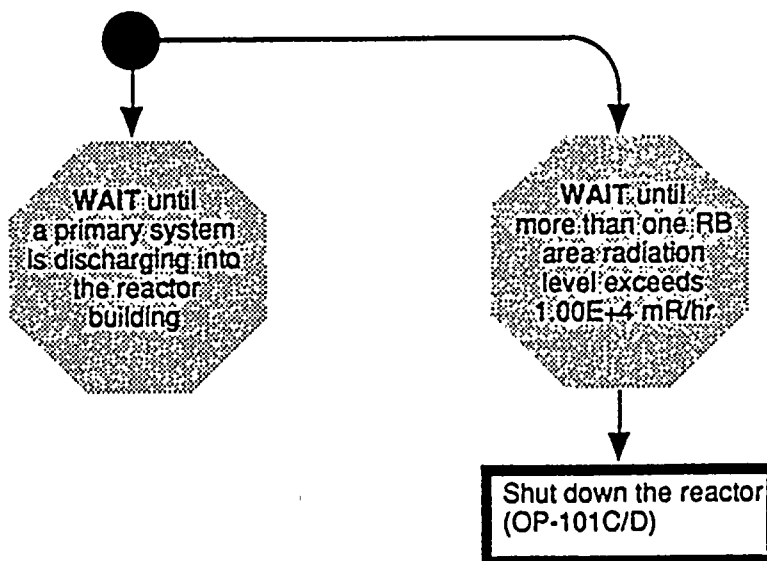 WAIT until
a primary system
is discharging into
the reactor
building
WAIT until
more than one RB
area radiation
level exceeds
1.00E+4 mR/hr
Shut down the reactor
(OP-101C/D)